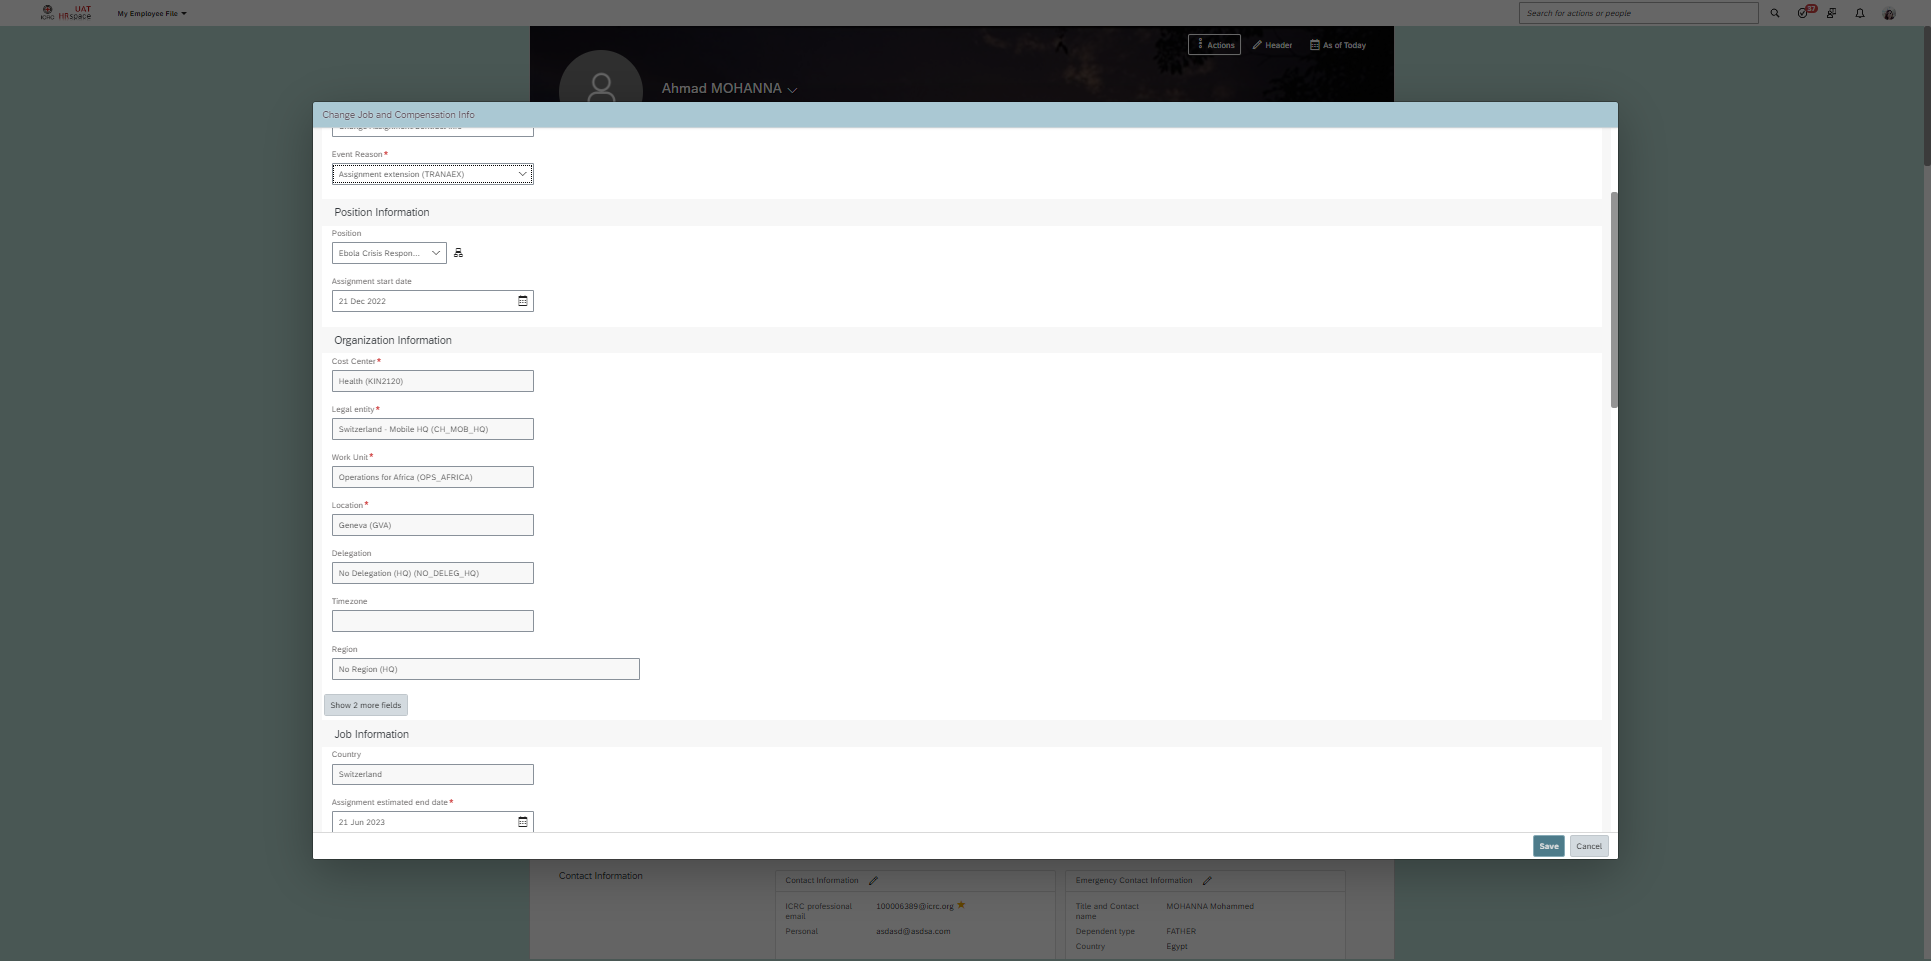 ICRC
UAT
HRspace
My Employee File
Search for actions or people
37
Actions
Header
As of Today
Ahmad MOHANNA
Change Job and Compensation Info
Event Reason*
Assignment extension (TRANAEX)
Position Information
Position
Ebola Crisis Respon...
Assignment start date
21 Dec 2022
Organization Information
Cost Center*
Health (KIN2120)
Legal entity*
Switzerland - Mobile HQ (CH_MOB_HQ)
Work Unit*
Operations for Africa (OPS_AFRICA)
Location*
Geneva (GVA)
Delegation
No Delegation (HQ) (NO_DELEG_HQ)
Timezone
Region
No Region (HQ)
Show 2 more fields
Job Information
Country
Switzerland
Assignment estimated end date*
21 Jun 2023
Save
Cancel
Contact Information
Contact Information
ICRC professional
email
100006389@icrc.org
Personal
asdasd@asdsa.com
Emergency Contact Information
Title and Contact
name
MOHANNA Mohammed
Dependent type
FATHER
Country
Egypt